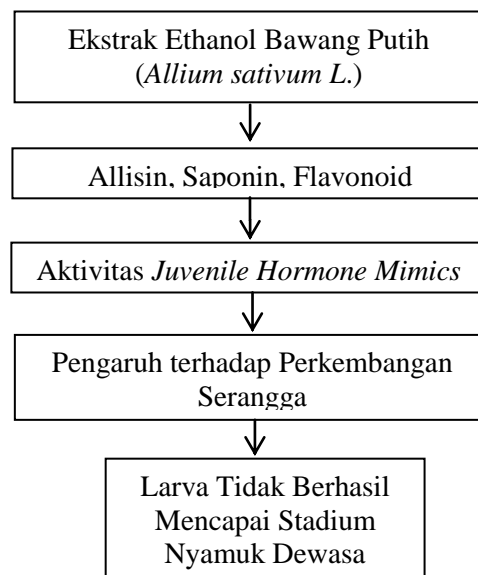 Ekstrak Ethanol Bawang Putih
(Allium sativum L.)
Allisin, Saponin, Flavonoid
Aktivitas Juvenile Hormone Mimics
Pengaruh terhadap Perkembangan
Serangga
Larva Tidak Berhasil
Mencapai Stadium
Nyamuk Dewasa